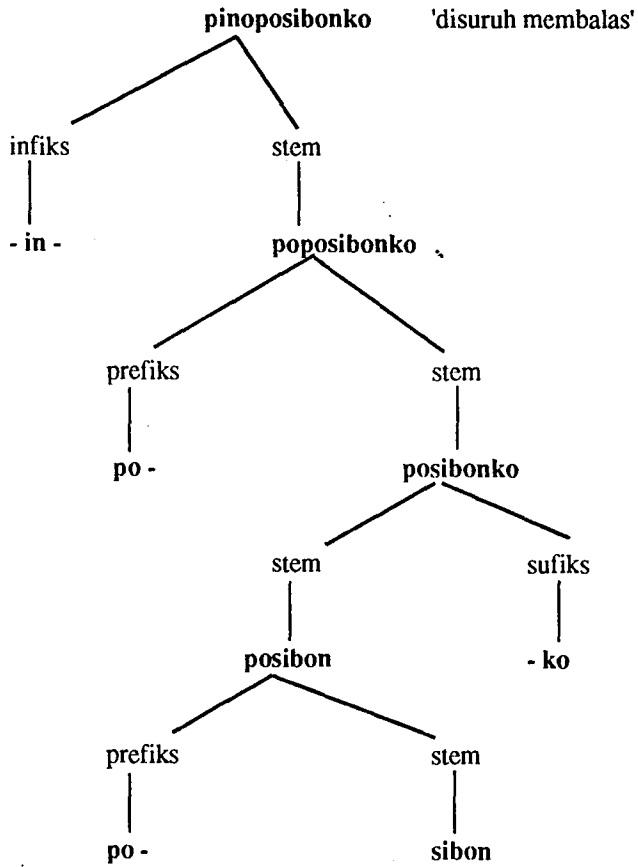 pinoposibonko 'disuruh membalas'
infiks stem
- in - poposibonko
prefiks stem
po - posibonko
stem sufiks
posibon - ko
prefiks stem
po - sibon